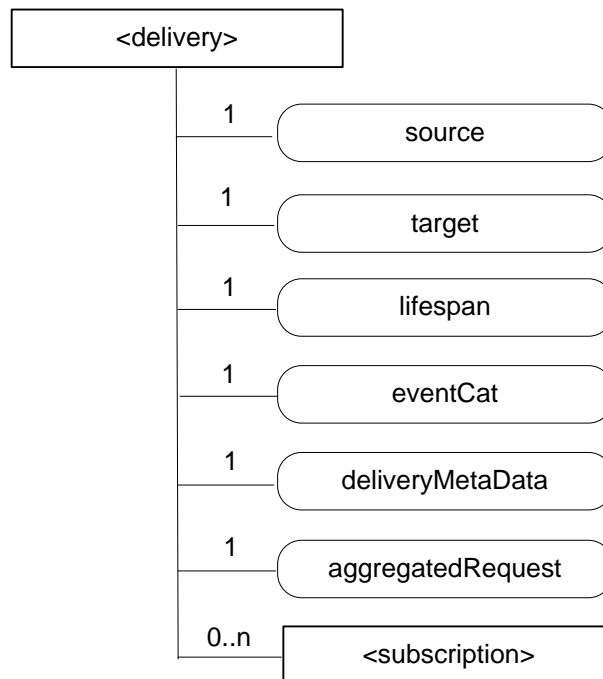 <delivery>
1
source
1
target
1
lifespan
1
eventCat
1
deliveryMetaData
1
aggregatedRequest
0..n
<subscription>